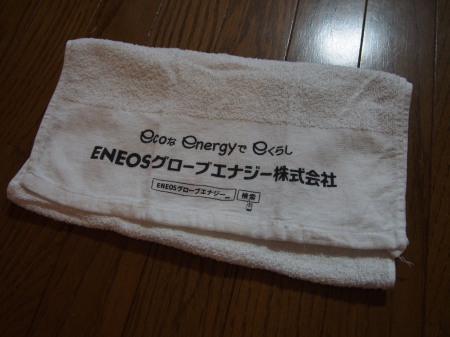 ecoな energyで eくらし
ENEOSグローブエナジー株式会社
ENEOSグローブエナジー 検索